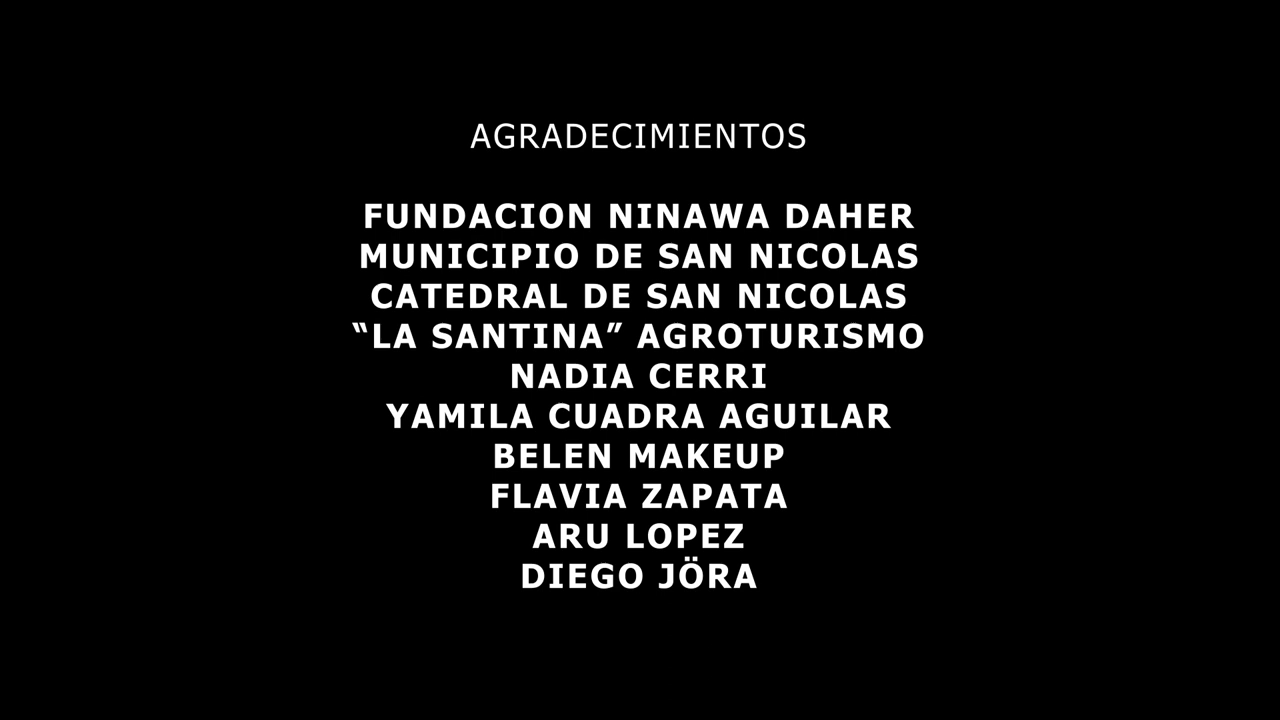 AGRADECIMIENTOS
FUNDACION NINAWA DAHER
MUNICIPIO DE SAN NICOLAS
CATEDRAL DE SAN NICOLAS
“LA SANTINA” AGROTURISMO
NADIA CERRI
YAMILA CUADRA AGUILAR
BELEN MAKEUP
FLAVIA ZAPATA
ARU LOPEZ
DIEGO JÖRA